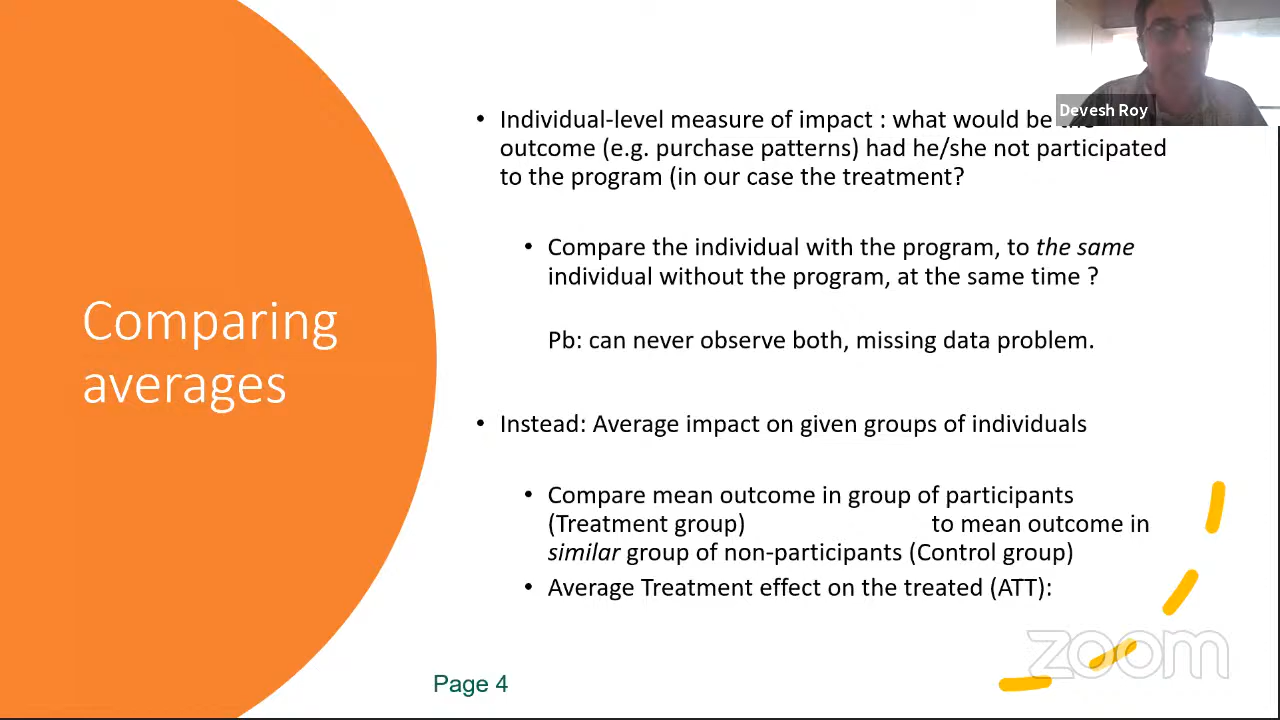 Devesh Roy
Comparing
averages
• Individual-level measure of impact : what would be the
outcome (e.g. purchase patterns) had he/she not participated
to the program (in our case the treatment?
• Compare the individual with the program, to the same
individual without the program, at the same time ?
Pb: can never observe both, missing data problem.
• Instead: Average impact on given groups of individuals
• Compare mean outcome in group of participants
(Treatment group) to mean outcome in
similar group of non-participants (Control group)
• Average Treatment effect on the treated (ATT):
zoom
Page 4